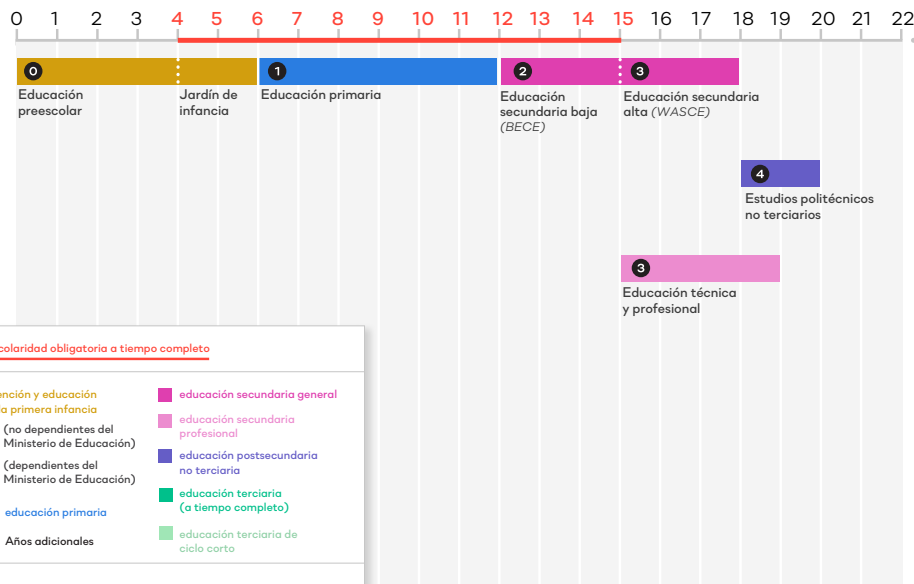 0 1 2 3 4 5 6 7 8 9 10 11 12 13 14 15 16 17 18 19 20 21 22
0 1 2 3
Educación
preescolar
Jardín de
infancia
Educación primaria
Educación
secundaria baja
(BECE)
Educación secundaria
alta (WASCE)
4
Estudios politécnicos
no terciarios
3
Educación técnica
y profesional
colaridad obligatoria a tiempo completo
ención y educación
la primera infancia
(no dependientes del
Ministerio de Educación)
(dependientes del
Ministerio de Educación)
educación primaria
Años adicionales
educación secundaria general
educación secundaria
profesional
educación postsecundaria
no terciaria
educación terciaria
(a tiempo completo)
educación terciaria de
ciclo corto